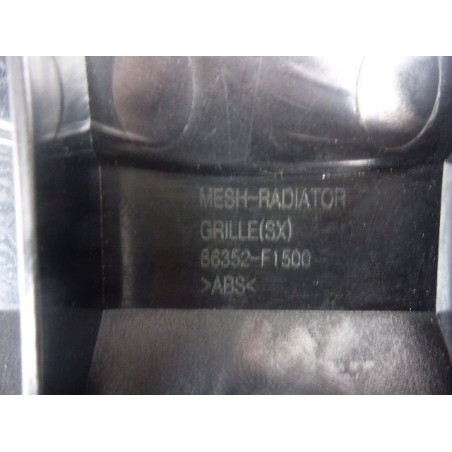 MESH-RADIATOR
GRILLE(SX)
86352-F1500
>ABS<